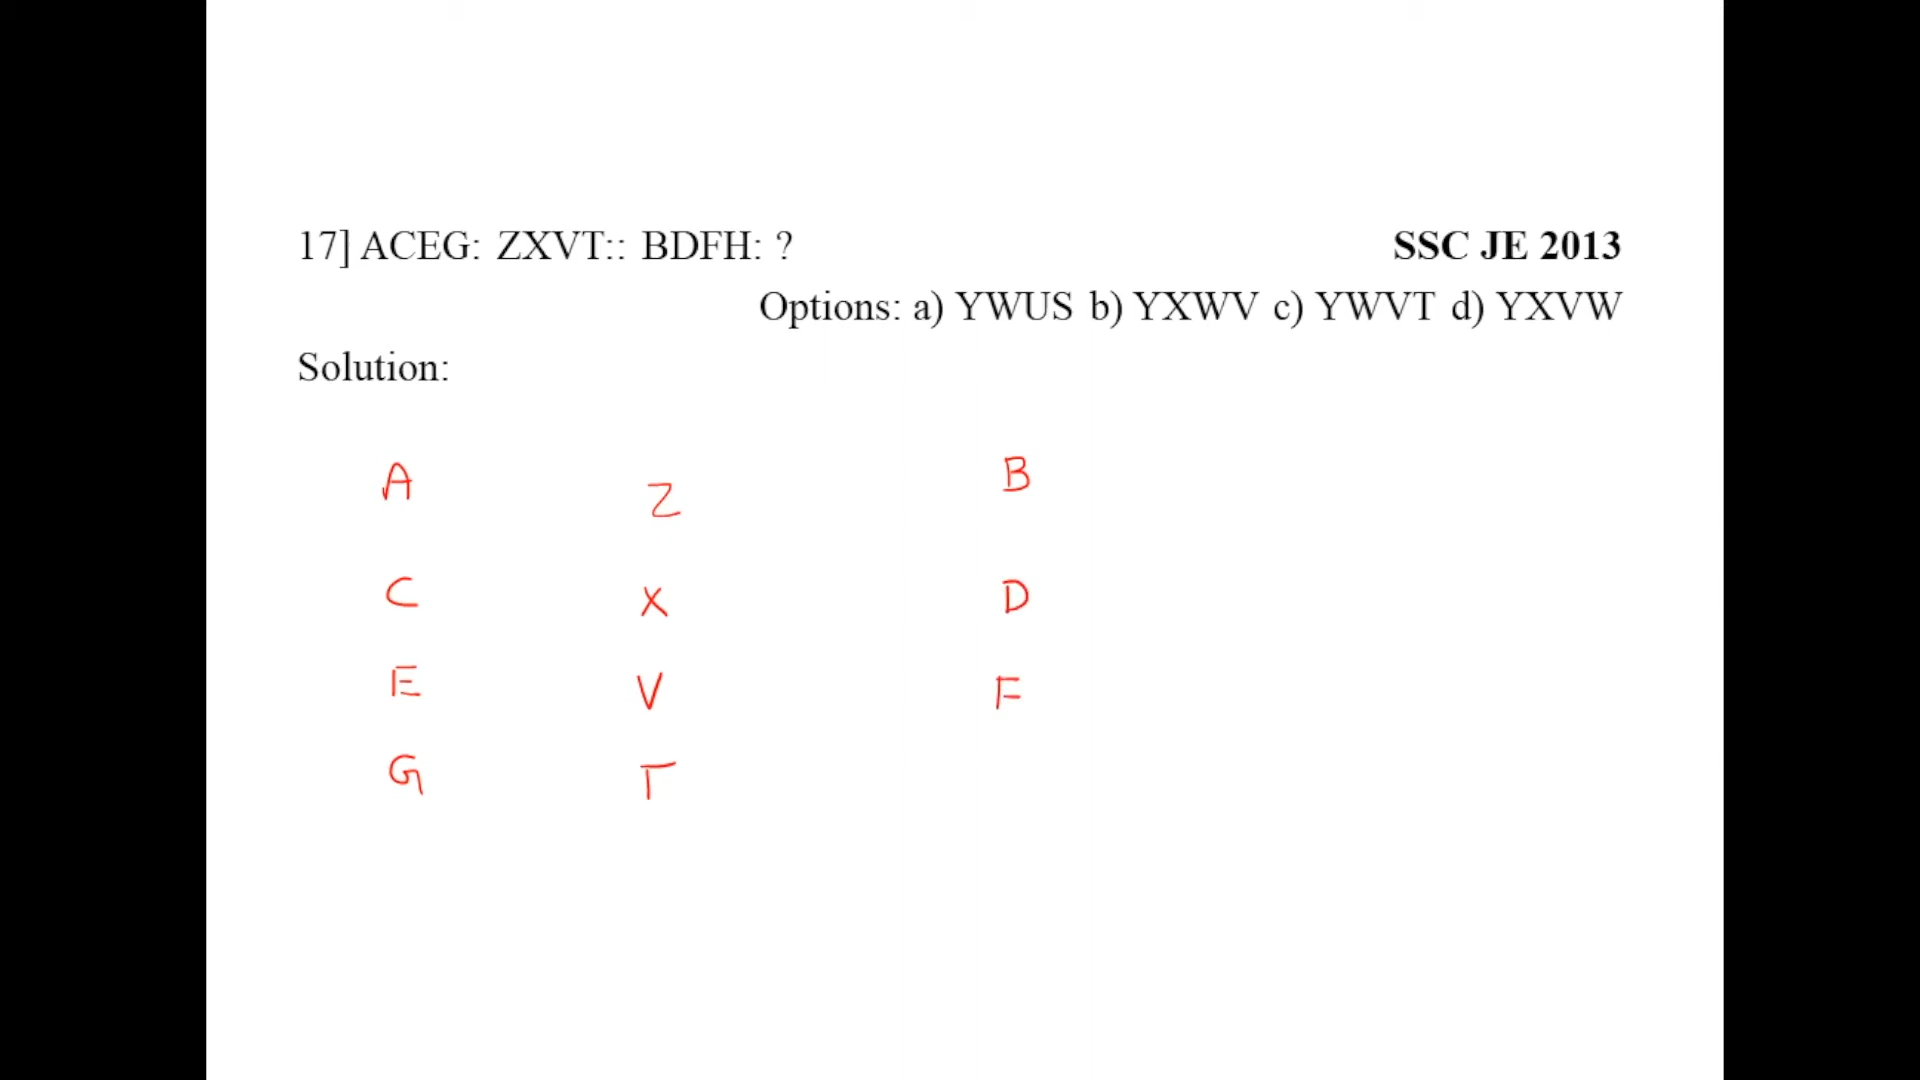 17] ACEG: ZXVT:: BDFH: ? SSC JE 2013
Options: a) YWUS b) YXWV c) YWVT d) YXVW
Solution:
A Z B
C X D
E V F
G T